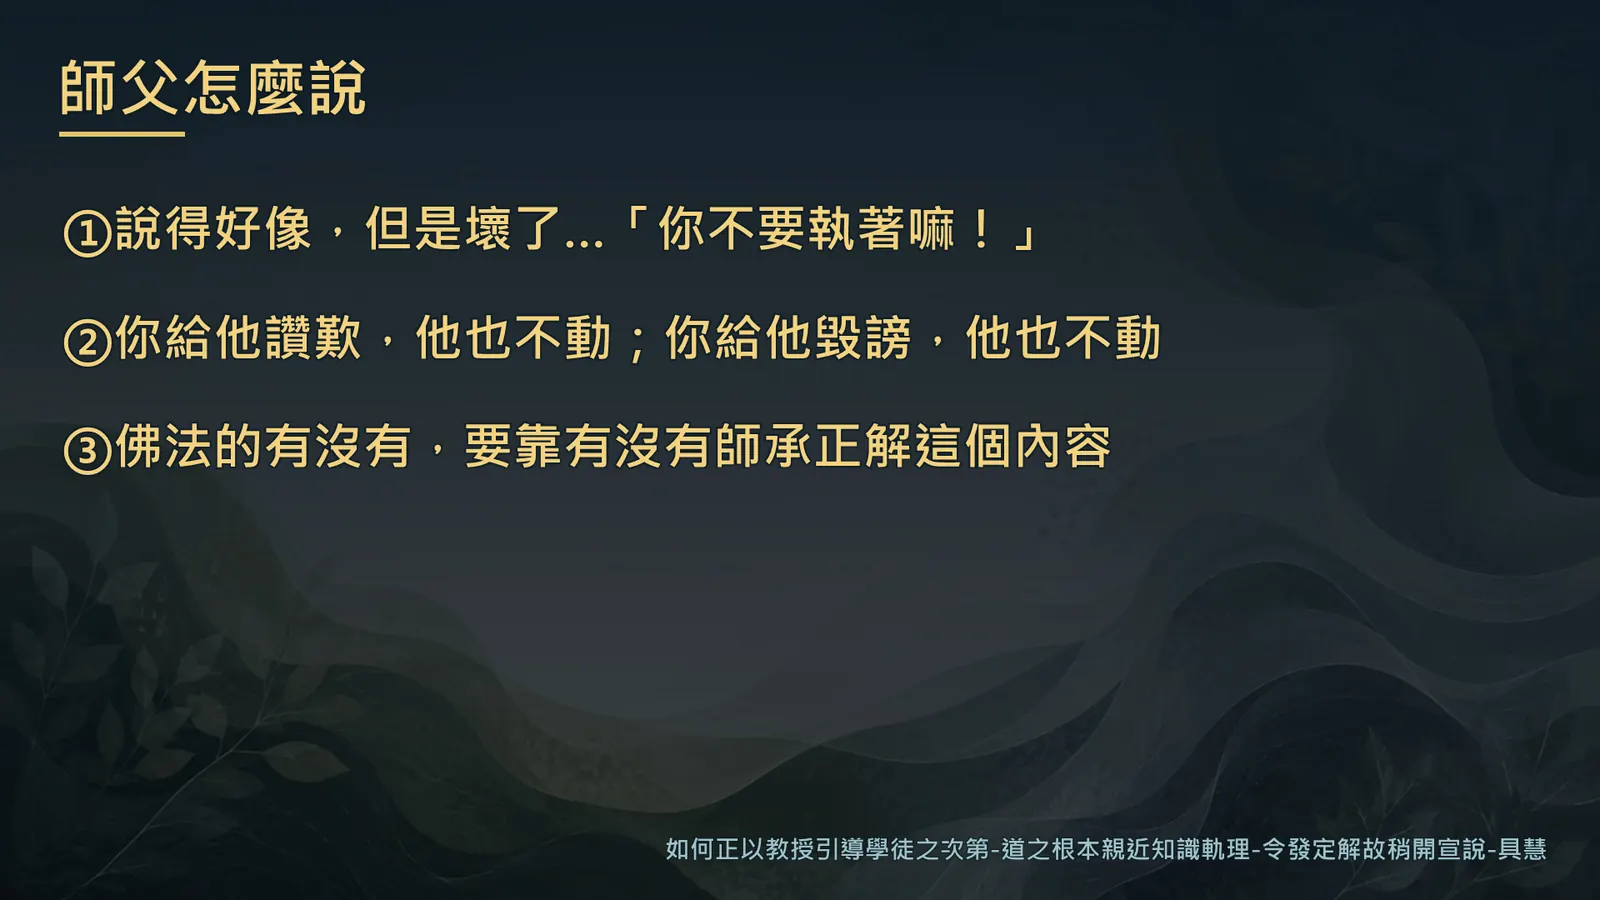 師父怎麼說
①說得好像，但是壞了…「你不要執著嘛！」
②你給他讚歎，他也不動；你給他毀謗，他也不動
③佛法的有沒有，要靠有沒有師承正解這個內容
如何正以教授引導學徒之次第-道之根本親近知識軌理-令發定解故稍開宣說-具慧